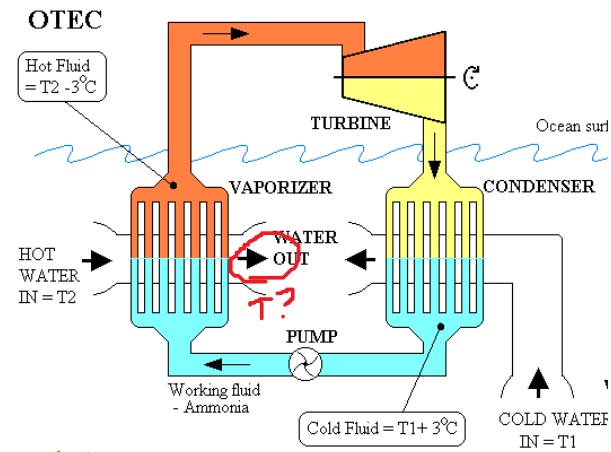 OTEC
Hot Fluid
= T2 -3°C
TURBINE
Ocean surf
VAPORIZER
CONDENSER
HOT
WATER
IN = T2
WATER
OUT
T?
PUMP
Working fluid
- Ammonia
Cold Fluid = T1+ 3°C
COLD WATER
IN = T1